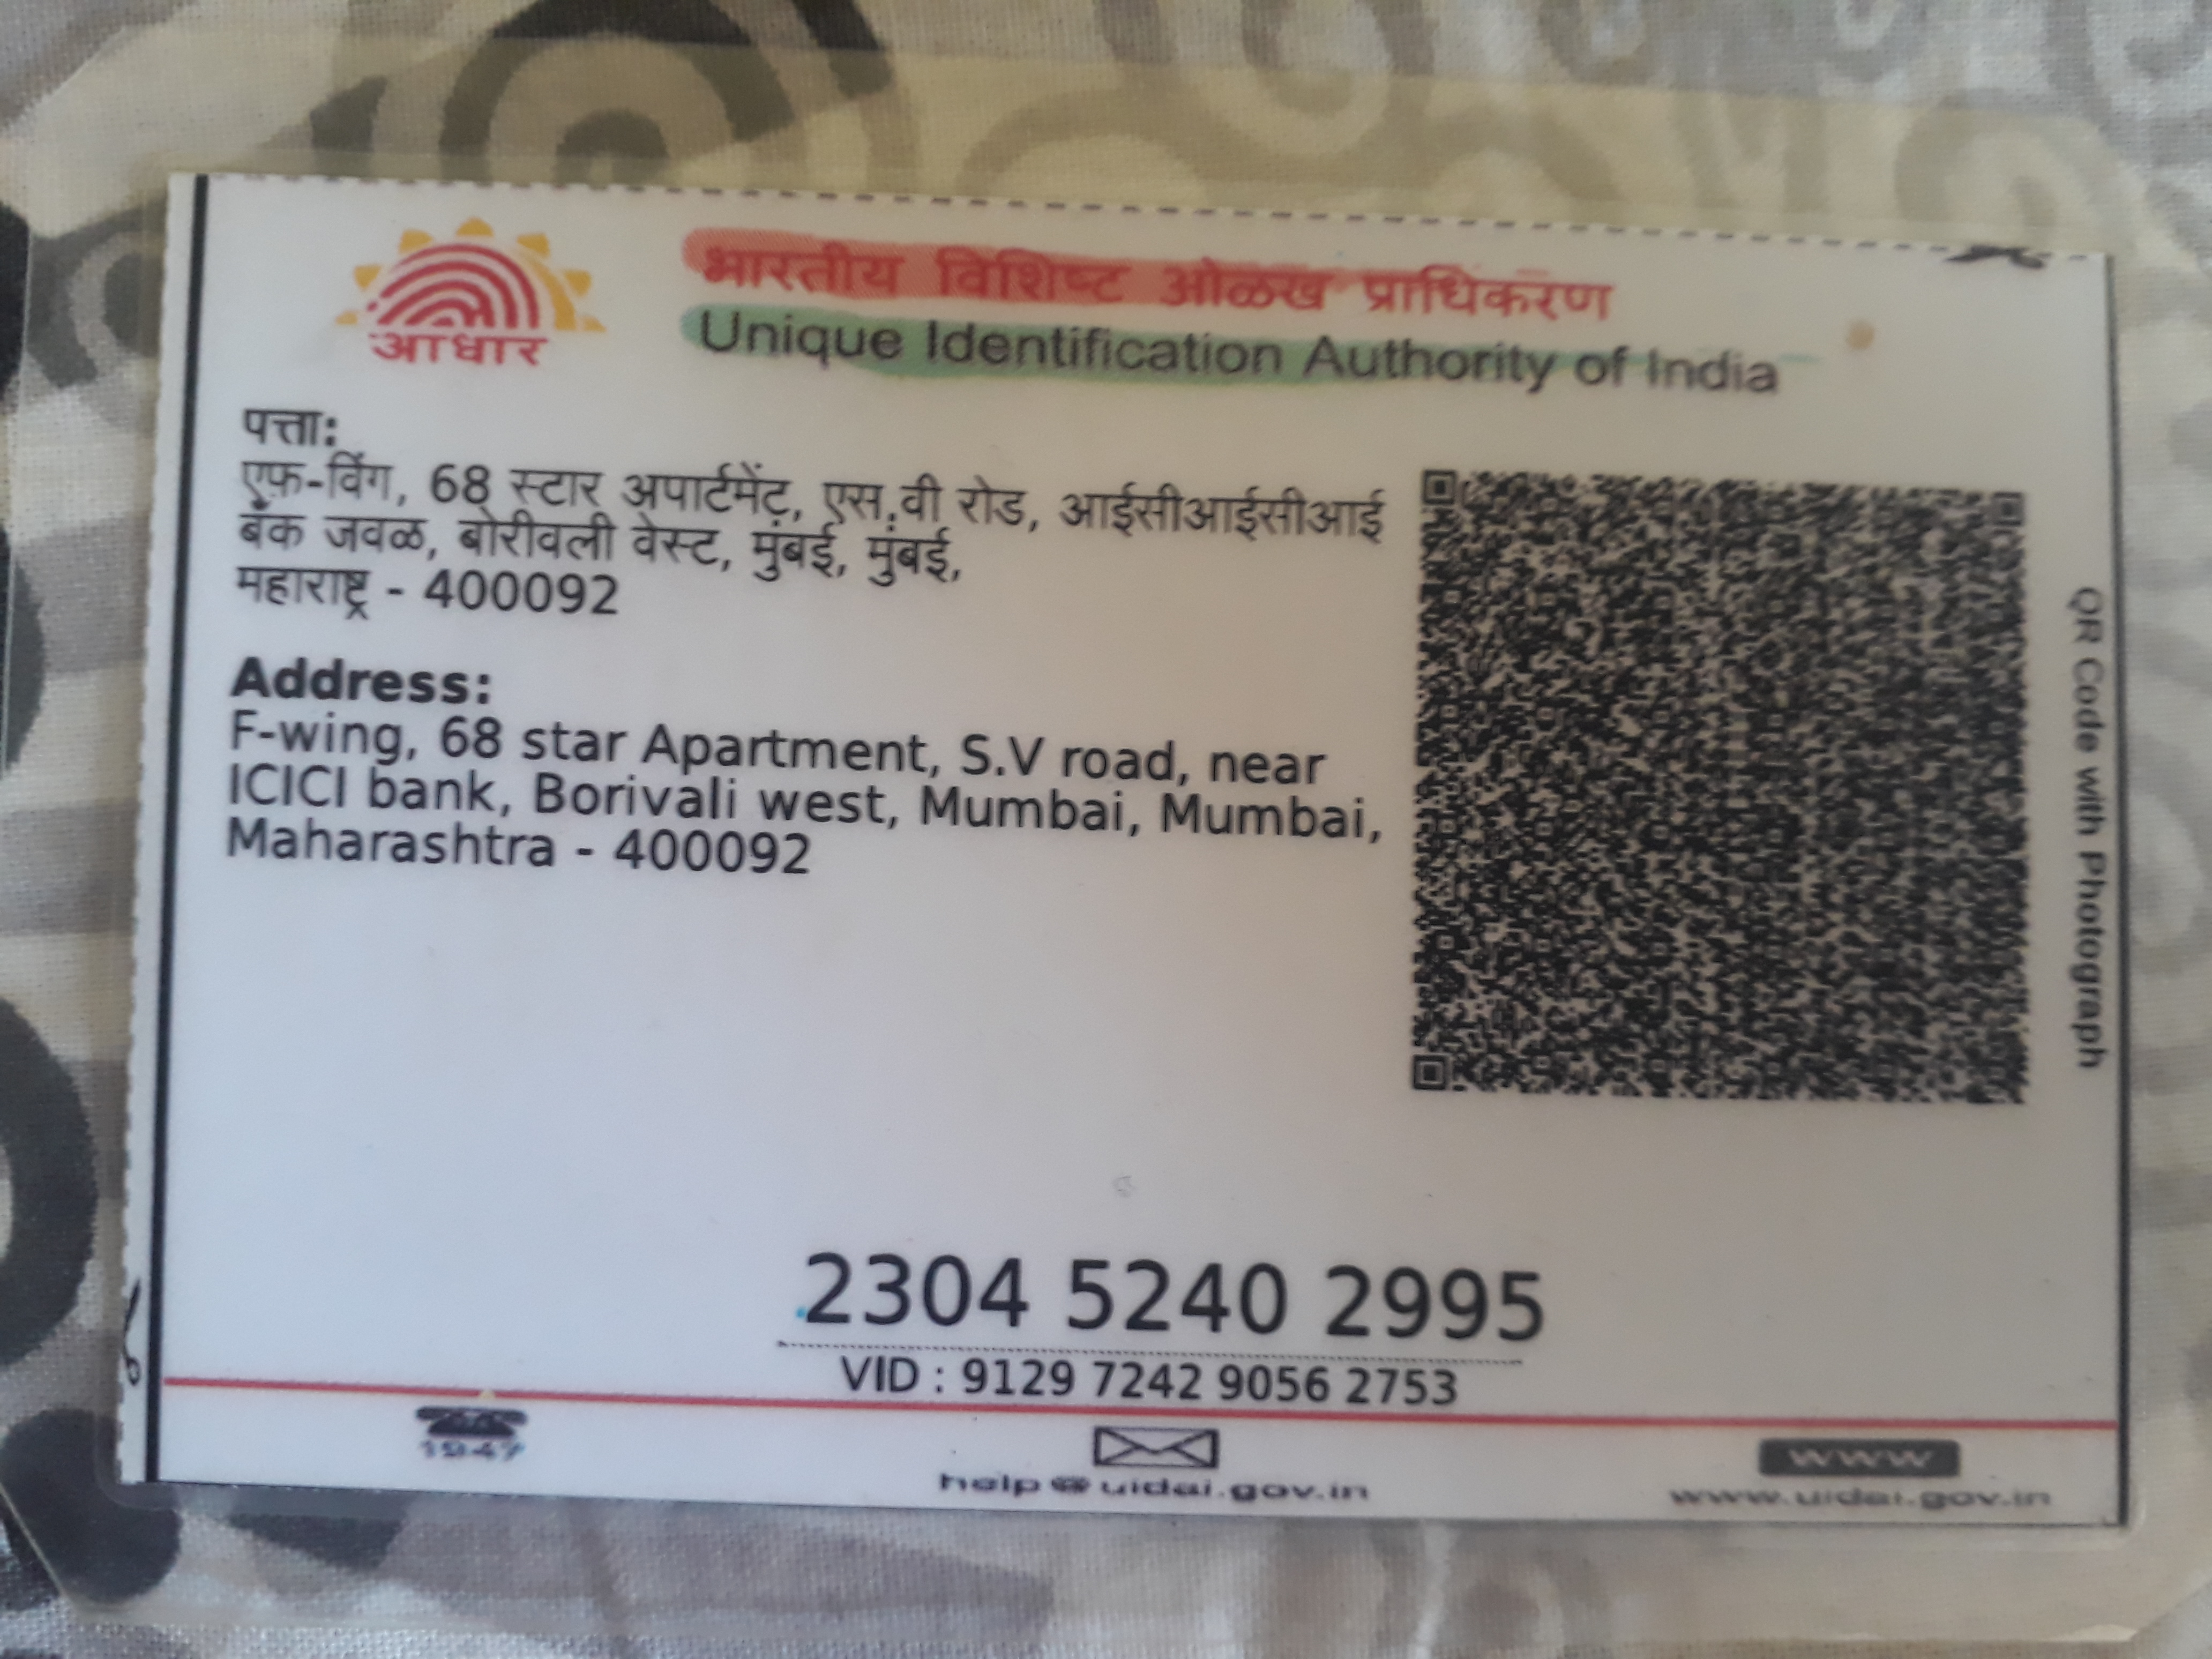 आधार
भारतीय विशिष्ट ओळख प्राधिकरण
Unique Identification Authority of India
पत्ता:
एफ-विंग, 68 स्टार अपार्टमेंट, एस.वी रोड, आईसीआईसीआई
बँक जवळ, बोरीवली वेस्ट, मुंबई, मुंबई,
महाराष्ट्र - 400092
Address:
F-wing, 68 star Apartment, S.V road, near
ICICI bank, Borivali west, Mumbai, Mumbai,
Maharashtra - 400092
QR Code with Photograph
2304 5240 2995
VID : 9129 7242 9056 2753
1947
help@uidai.gov.in
www
www.uidai.gov.in